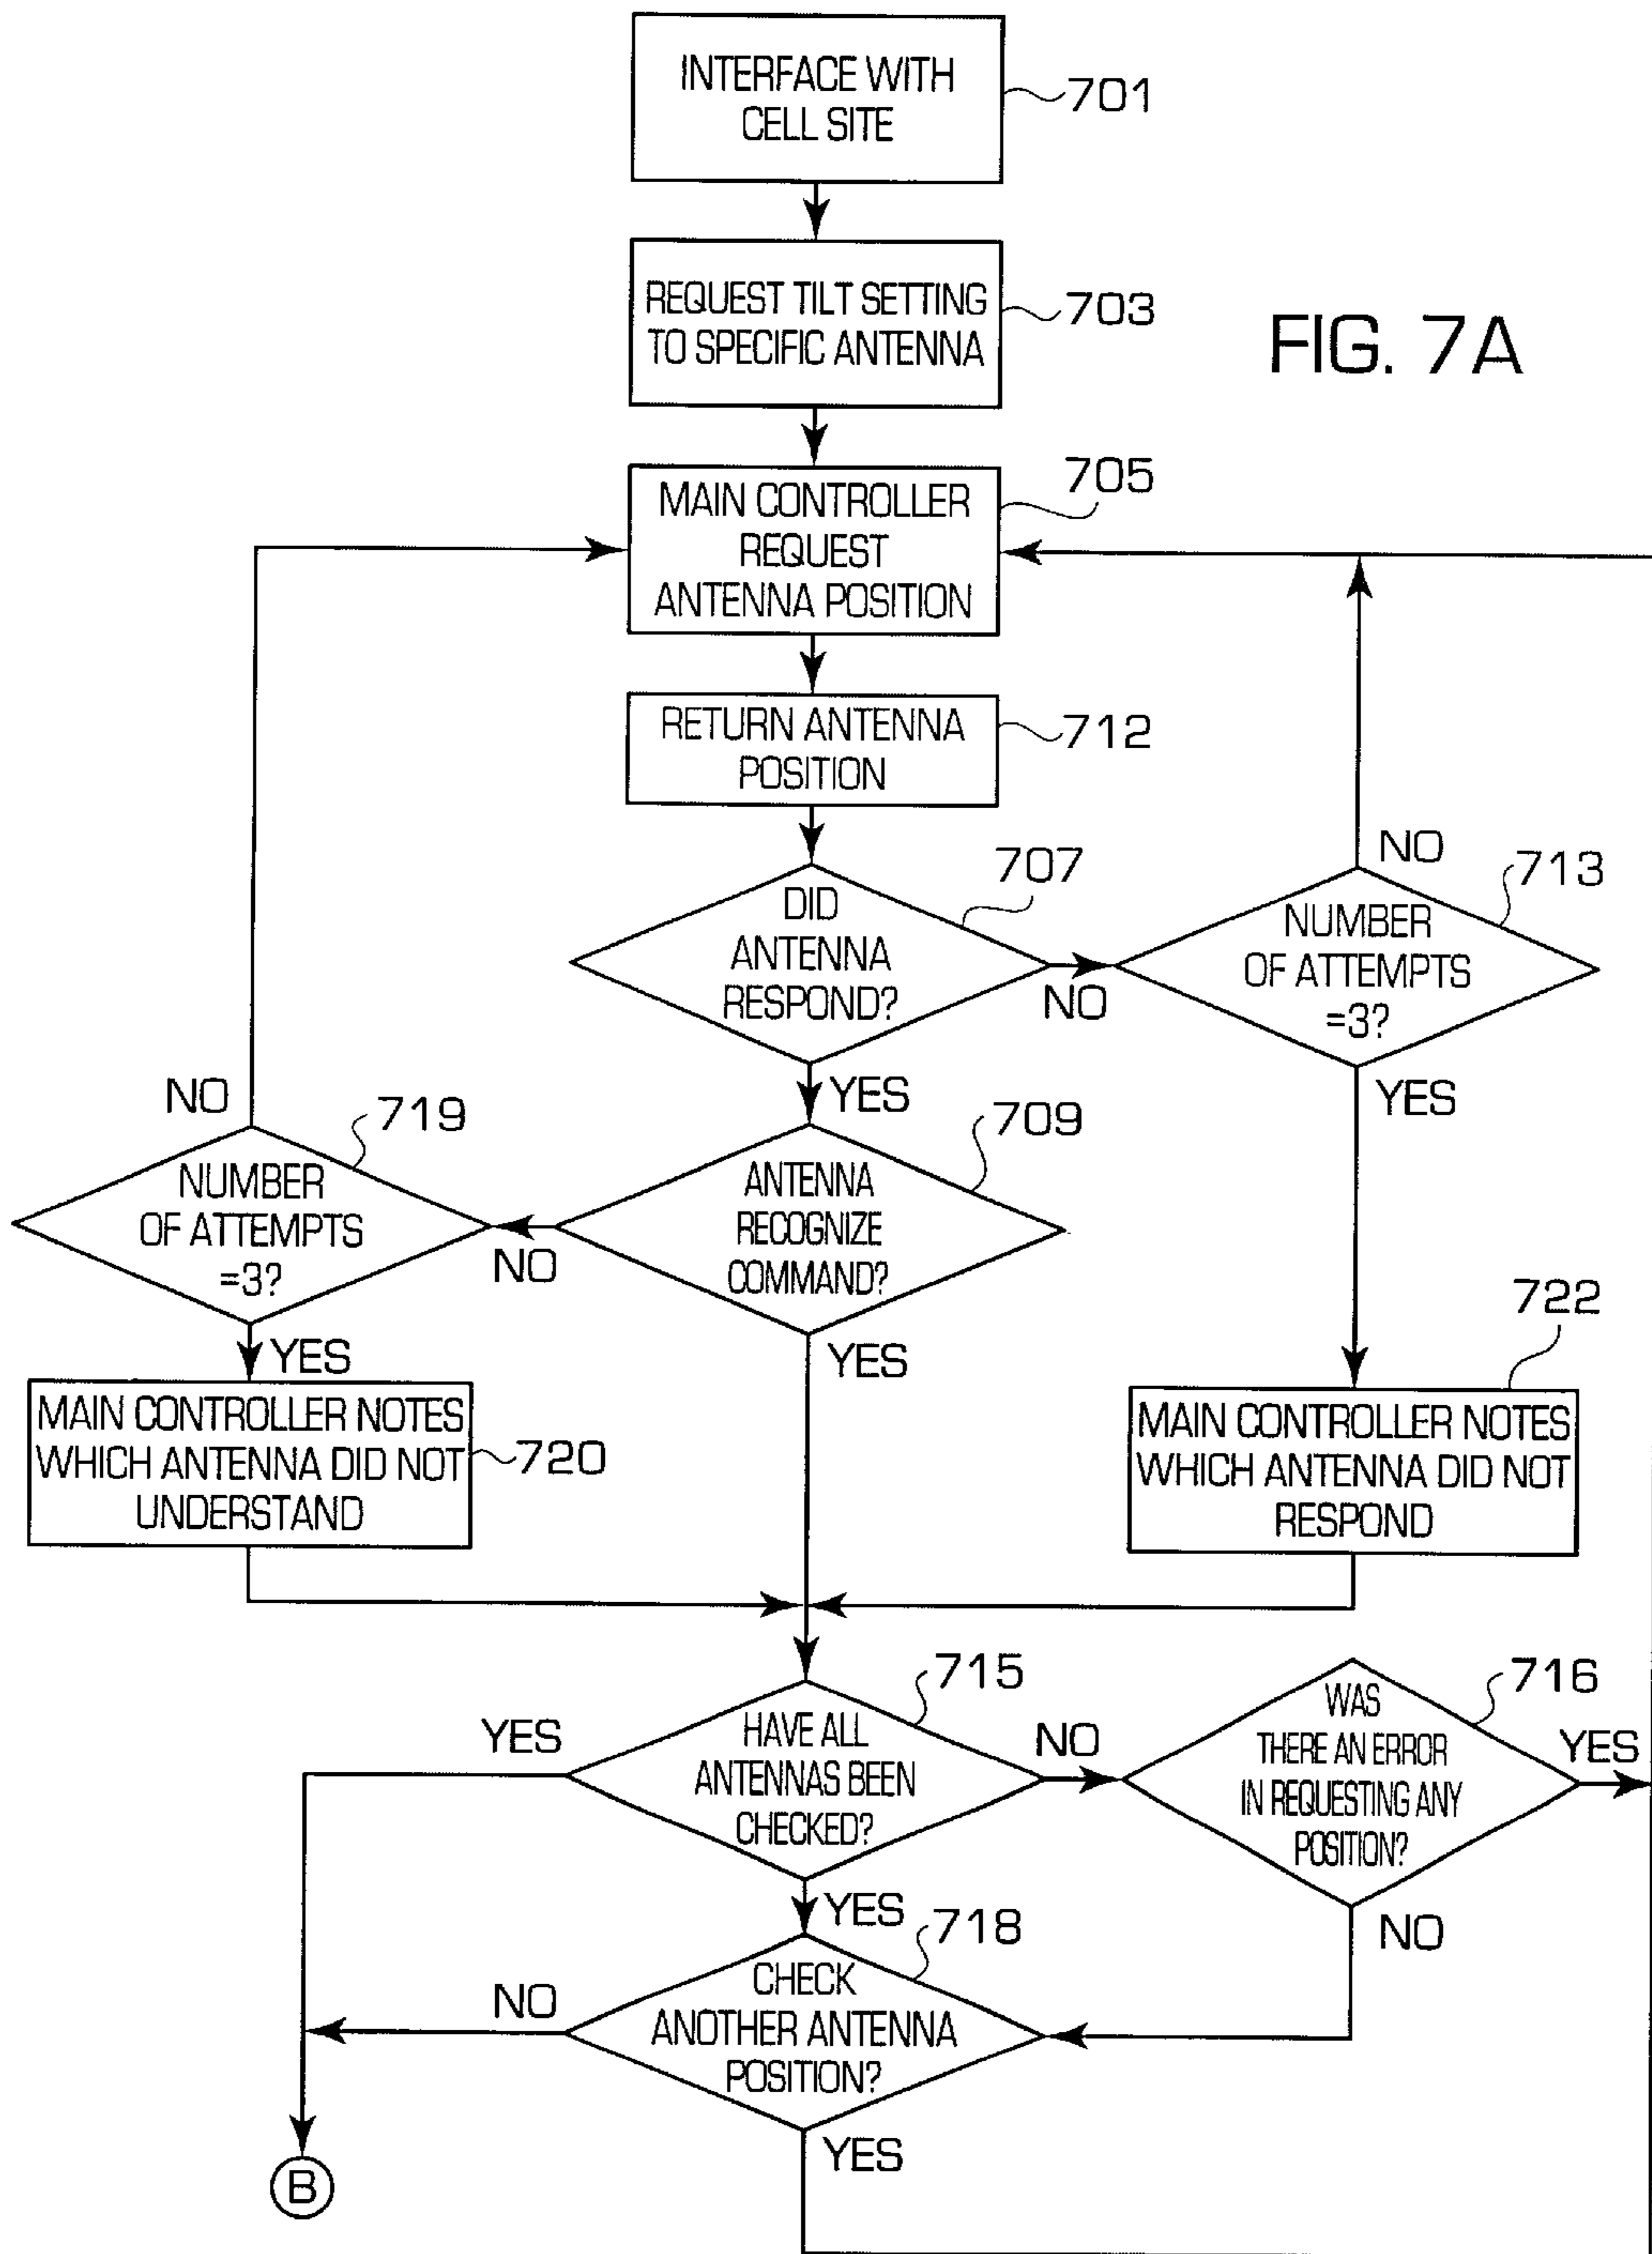 INTERFACE WITH
CELL SITE
701
REQUEST TILT SETTING
TO SPECIFIC ANTENNA
703
FIG. 7A
MAIN CONTROLLER
REQUEST
ANTENNA POSITION
705
RETURN ANTENNA
POSITION
712
DID
ANTENNA
RESPOND?
707
NO
YES
NUMBER
OF ATTEMPTS
=3?
713
NO
YES
ANTENNA
RECOGNIZE
COMMAND?
709
NO
YES
NUMBER
OF ATTEMPTS
=3?
719
NO
YES
MAIN CONTROLLER NOTES
WHICH ANTENNA DID NOT
UNDERSTAND
720
MAIN CONTROLLER NOTES
WHICH ANTENNA DID NOT
RESPOND
722
HAVE ALL
ANTENNAS BEEN
CHECKED?
715
YES
NO
YES
WAS
THERE AN ERROR
IN REQUESTING ANY
POSITION?
716
YES
NO
CHECK
ANOTHER ANTENNA
POSITION?
718
NO
YES
B